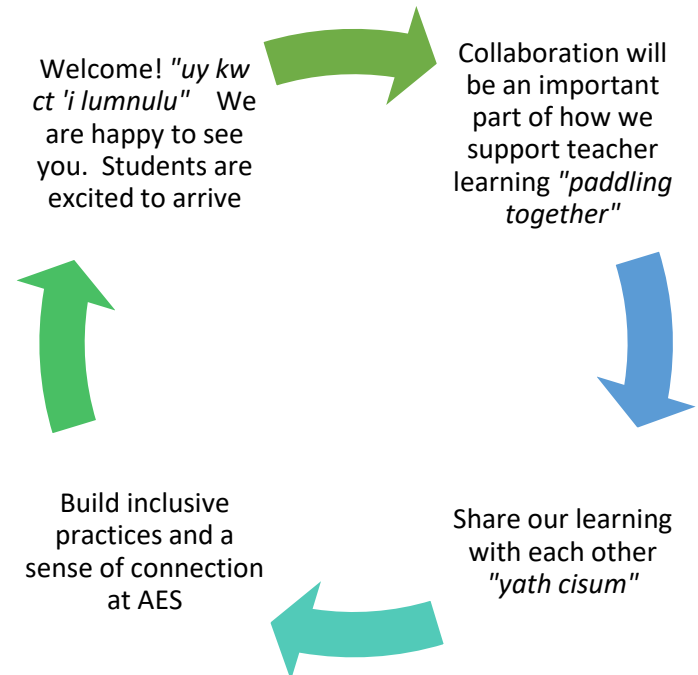 Welcome! "uy kw
ct 'i lumnulu"    We
are happy to see
you.  Students are
excited to arrive
Collaboration will
be an important
part of how we
support teacher
learning "paddling
together"
Share our learning
with each other
"yath cisum"
Build inclusive
practices and a
sense of connection
at AES